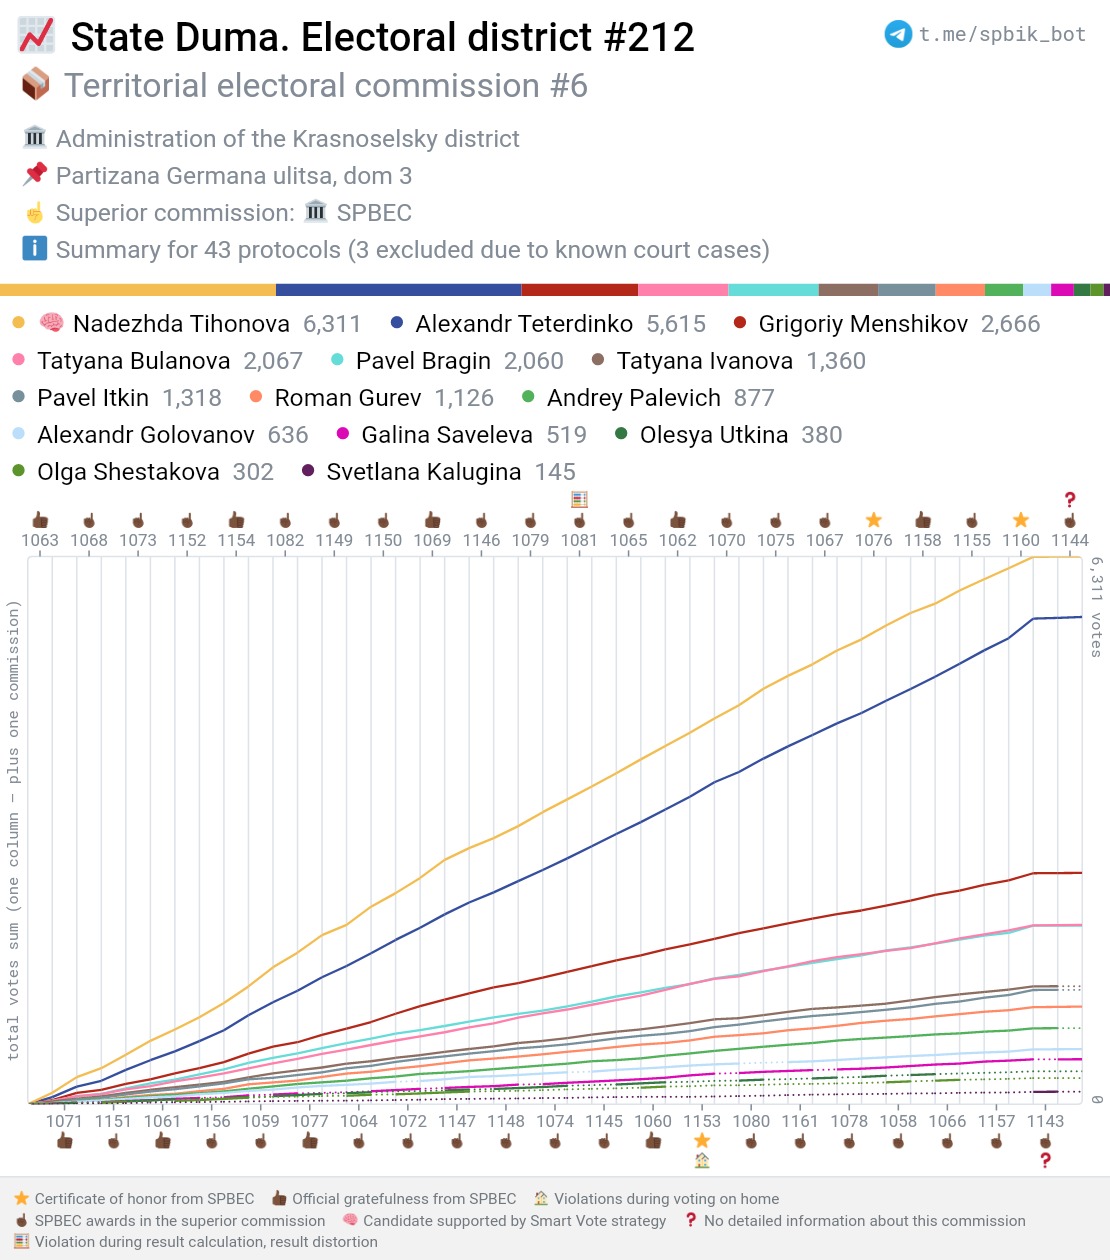 State Duma. Electoral district #212
t.me/spbik_bot
Territorial electoral commission #6
Administration of the Krasnoselsky district
Partizana Germana ulitsa, dom 3
Superior commission: SPBEC
Summary for 43 protocols (3 excluded due to known court cases)
Nadezhda Tihonova 6,311 Alexandr Teterdinko 5,615 Grigoriy Menshikov 2,666
Tatyana Bulanova 2,067 Pavel Bragin 2,060 Tatyana Ivanova 1,360
Pavel Itkin 1,318 Roman Gurev 1,126 Andrey Palevich 877
Alexandr Golovanov 636 Galina Saveleva 519 Olesya Utkina 380
Olga Shestakova 302 Svetlana Kalugina 145
1063 1068 1073 1152 1154 1082 1149 1150 1069 1146 1079 1081 1065 1062 1070 1075 1067 1076 1158 1155 1160 1144
6,311 votes
total votes sum (one column – plus one commission)
0
1071 1151 1061 1156 1059 1077 1064 1072 1147 1148 1074 1145 1060 1153 1080 1161 1078 1058 1066 1157 1143
Certificate of honor from SPBEC Official gratefulness from SPBEC Violations during voting on home
SPBEC awards in the superior commission Candidate supported by Smart Vote strategy No detailed information about this commission
Violation during result calculation, result distortion